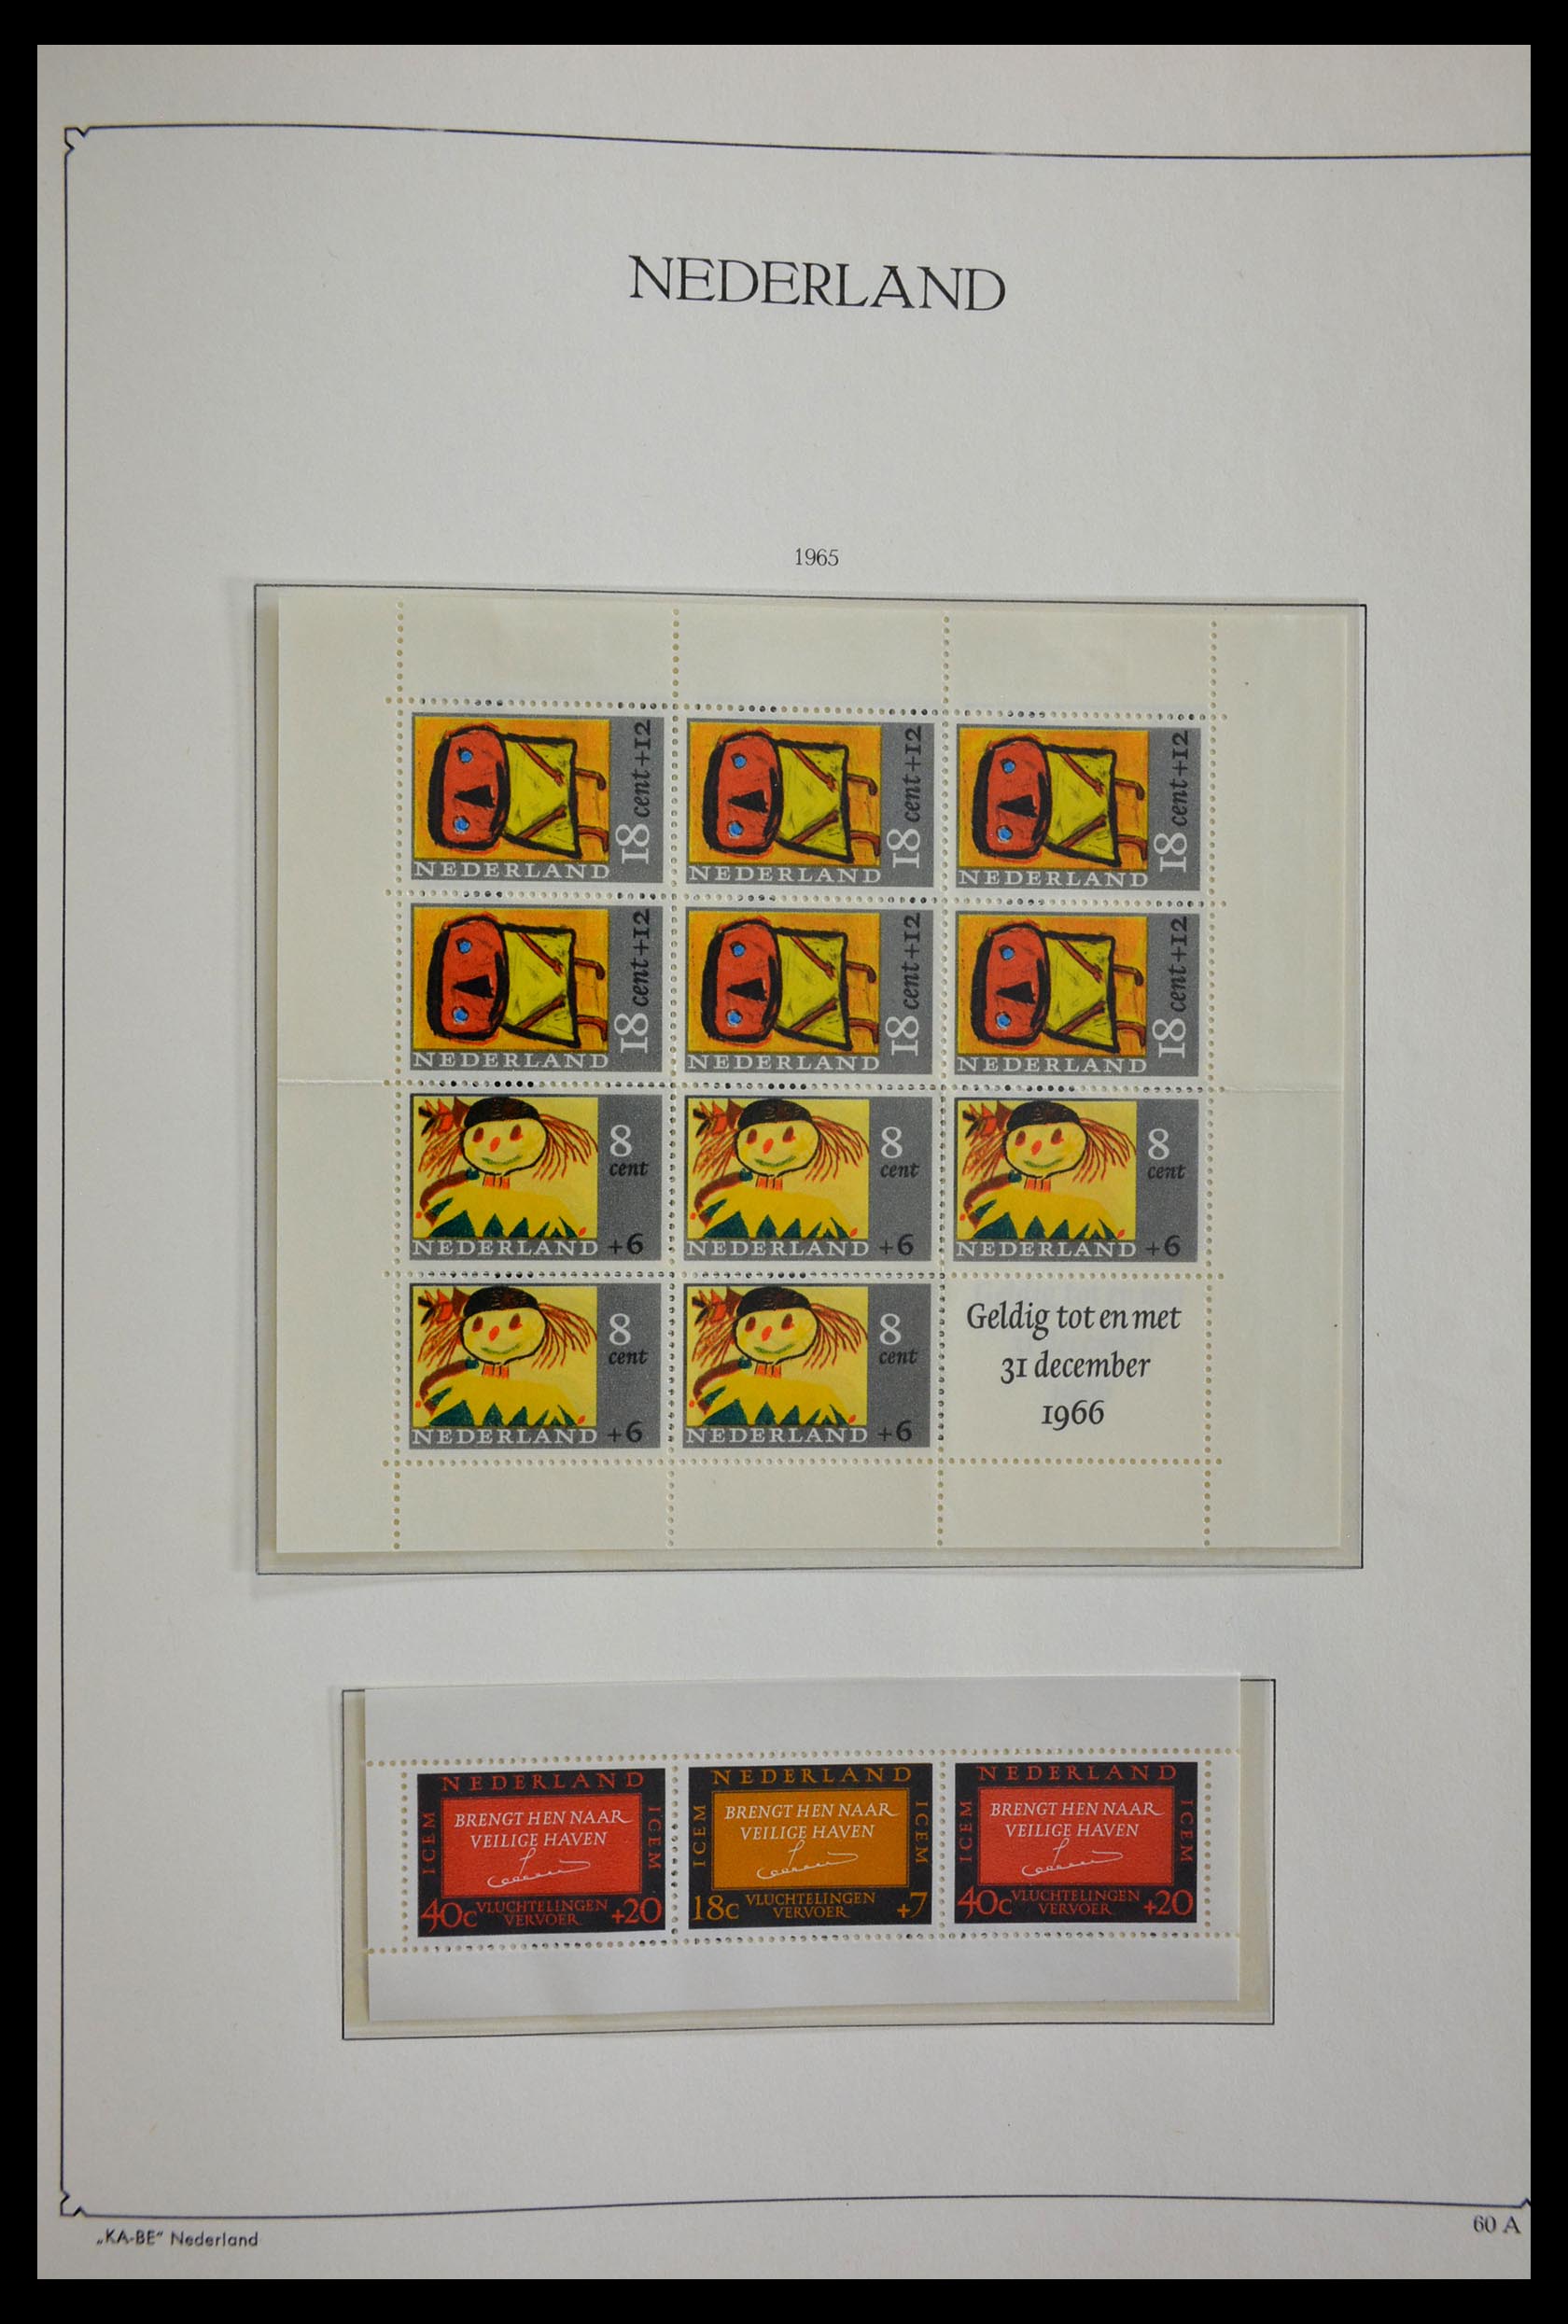 NEDERLAND
1965
18 cent+12
NEDERLAND
18 cent+12
NEDERLAND
18 cent+12
NEDERLAND
18 cent+12
NEDERLAND
18 cent+12
NEDERLAND
18 cent+12
NEDERLAND
8
cent
NEDERLAND +6
8
cent
NEDERLAND +6
8
cent
NEDERLAND +6
8
cent
NEDERLAND +6
8
cent
NEDERLAND +6
Geldig tot en met
31 december
1966
NEDERLAND
ICEM
BRENGT HEN NAAR
VEILIGE HAVEN
ICEM
40c VLUCHTELINGEN
VERVOER +20
NEDERLAND
ICEM
BRENGT HEN NAAR
VEILIGE HAVEN
ICEM
18c VLUCHTELINGEN
VERVOER +7
NEDERLAND
ICEM
BRENGT HEN NAAR
VEILIGE HAVEN
ICEM
40c VLUCHTELINGEN
VERVOER +20
„KA-BE“ Nederland
60 A